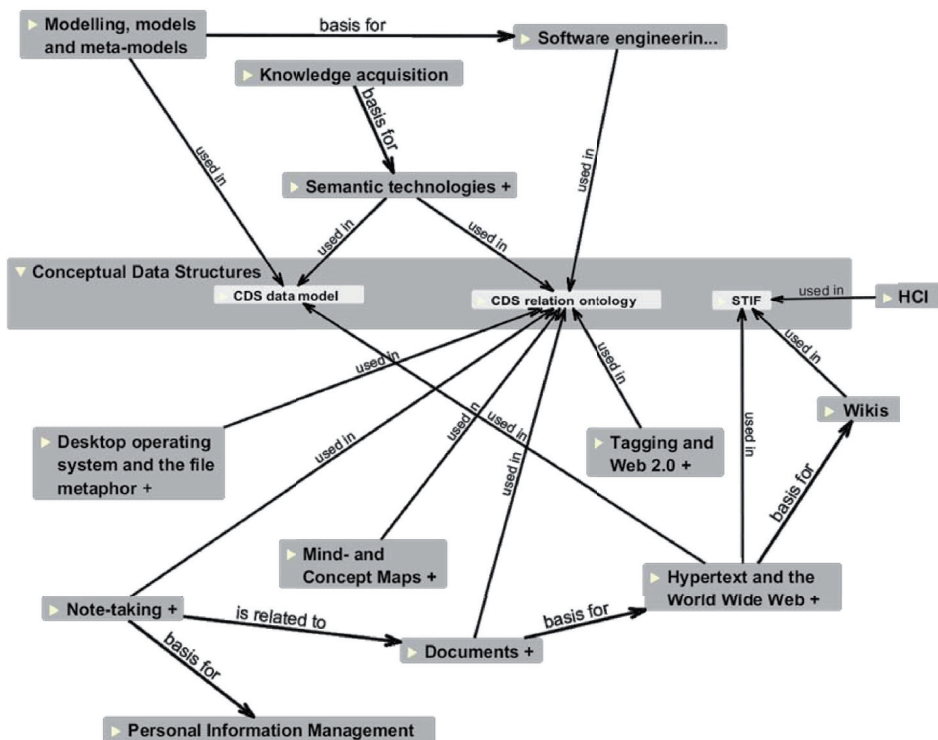 Modelling, models
and meta-models
basis for
Software engineerin...
Knowledge acquisition
basis for
used in
used in
Semantic technologies +
used in
used in
Conceptual Data Structures
CDS data model
CDS relation ontology
STIF
used in
HCI
used in
used in
used in
Desktop operating
system and the file
metaphor +
used in
used in
used in
used in
used in
Tagging and
Web 2.0 +
Wikis
basis for
Mind- and
Concept Maps +
Hypertext and the
World Wide Web +
Note-taking +
is related to
basis for
Documents +
basis for
Personal Information Management